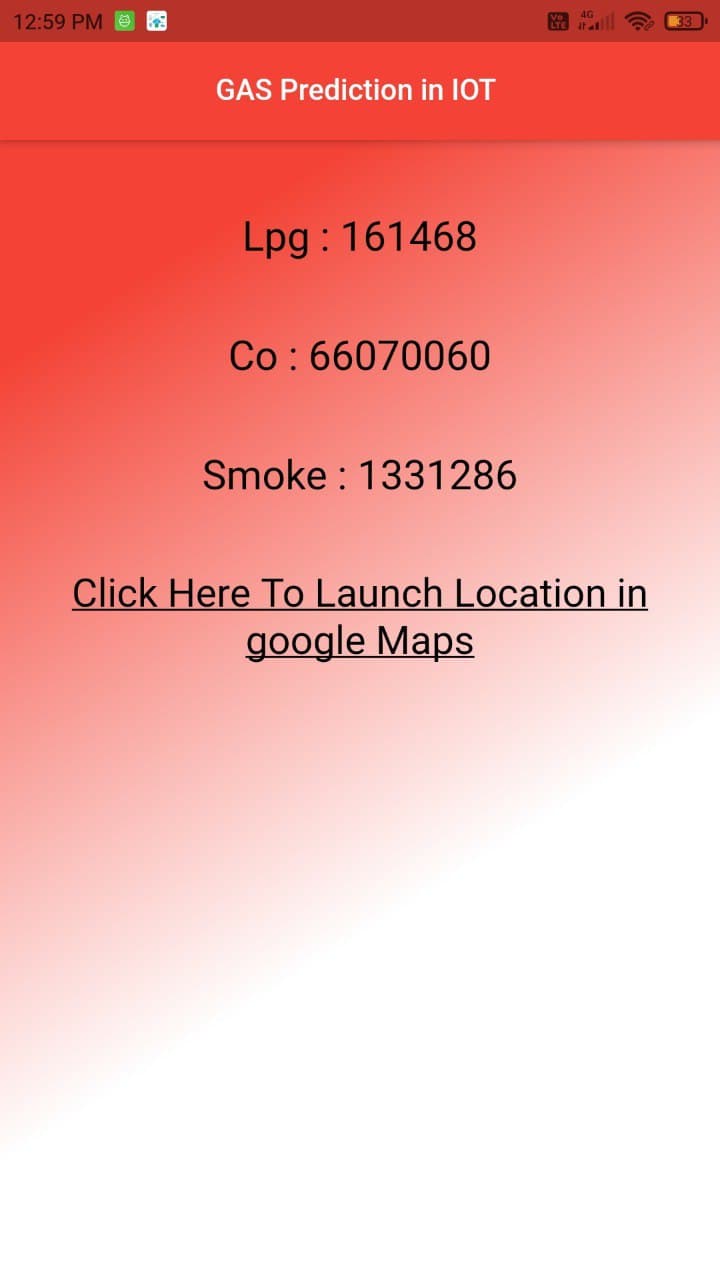 12:59 PM
Vo LTE 4G 33
GAS Prediction in IOT
Lpg : 161468
Co : 66070060
Smoke : 1331286
Click Here To Launch Location in
google Maps